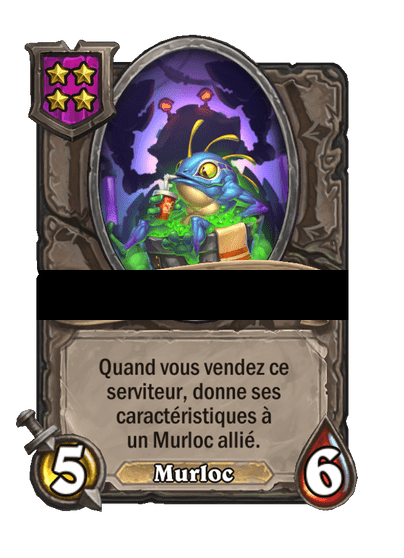 Quand vous vendez ce
serviteur, donne ses
caractéristiques à
un Murloc allié.
5
Murloc
6